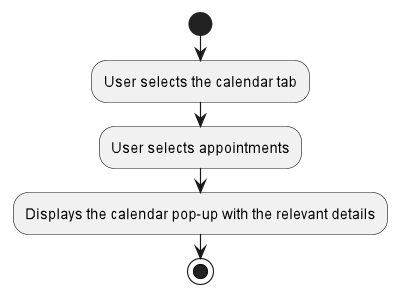 User selects the calendar tab
User selects appointments
Displays the calendar pop-up with the relevant details